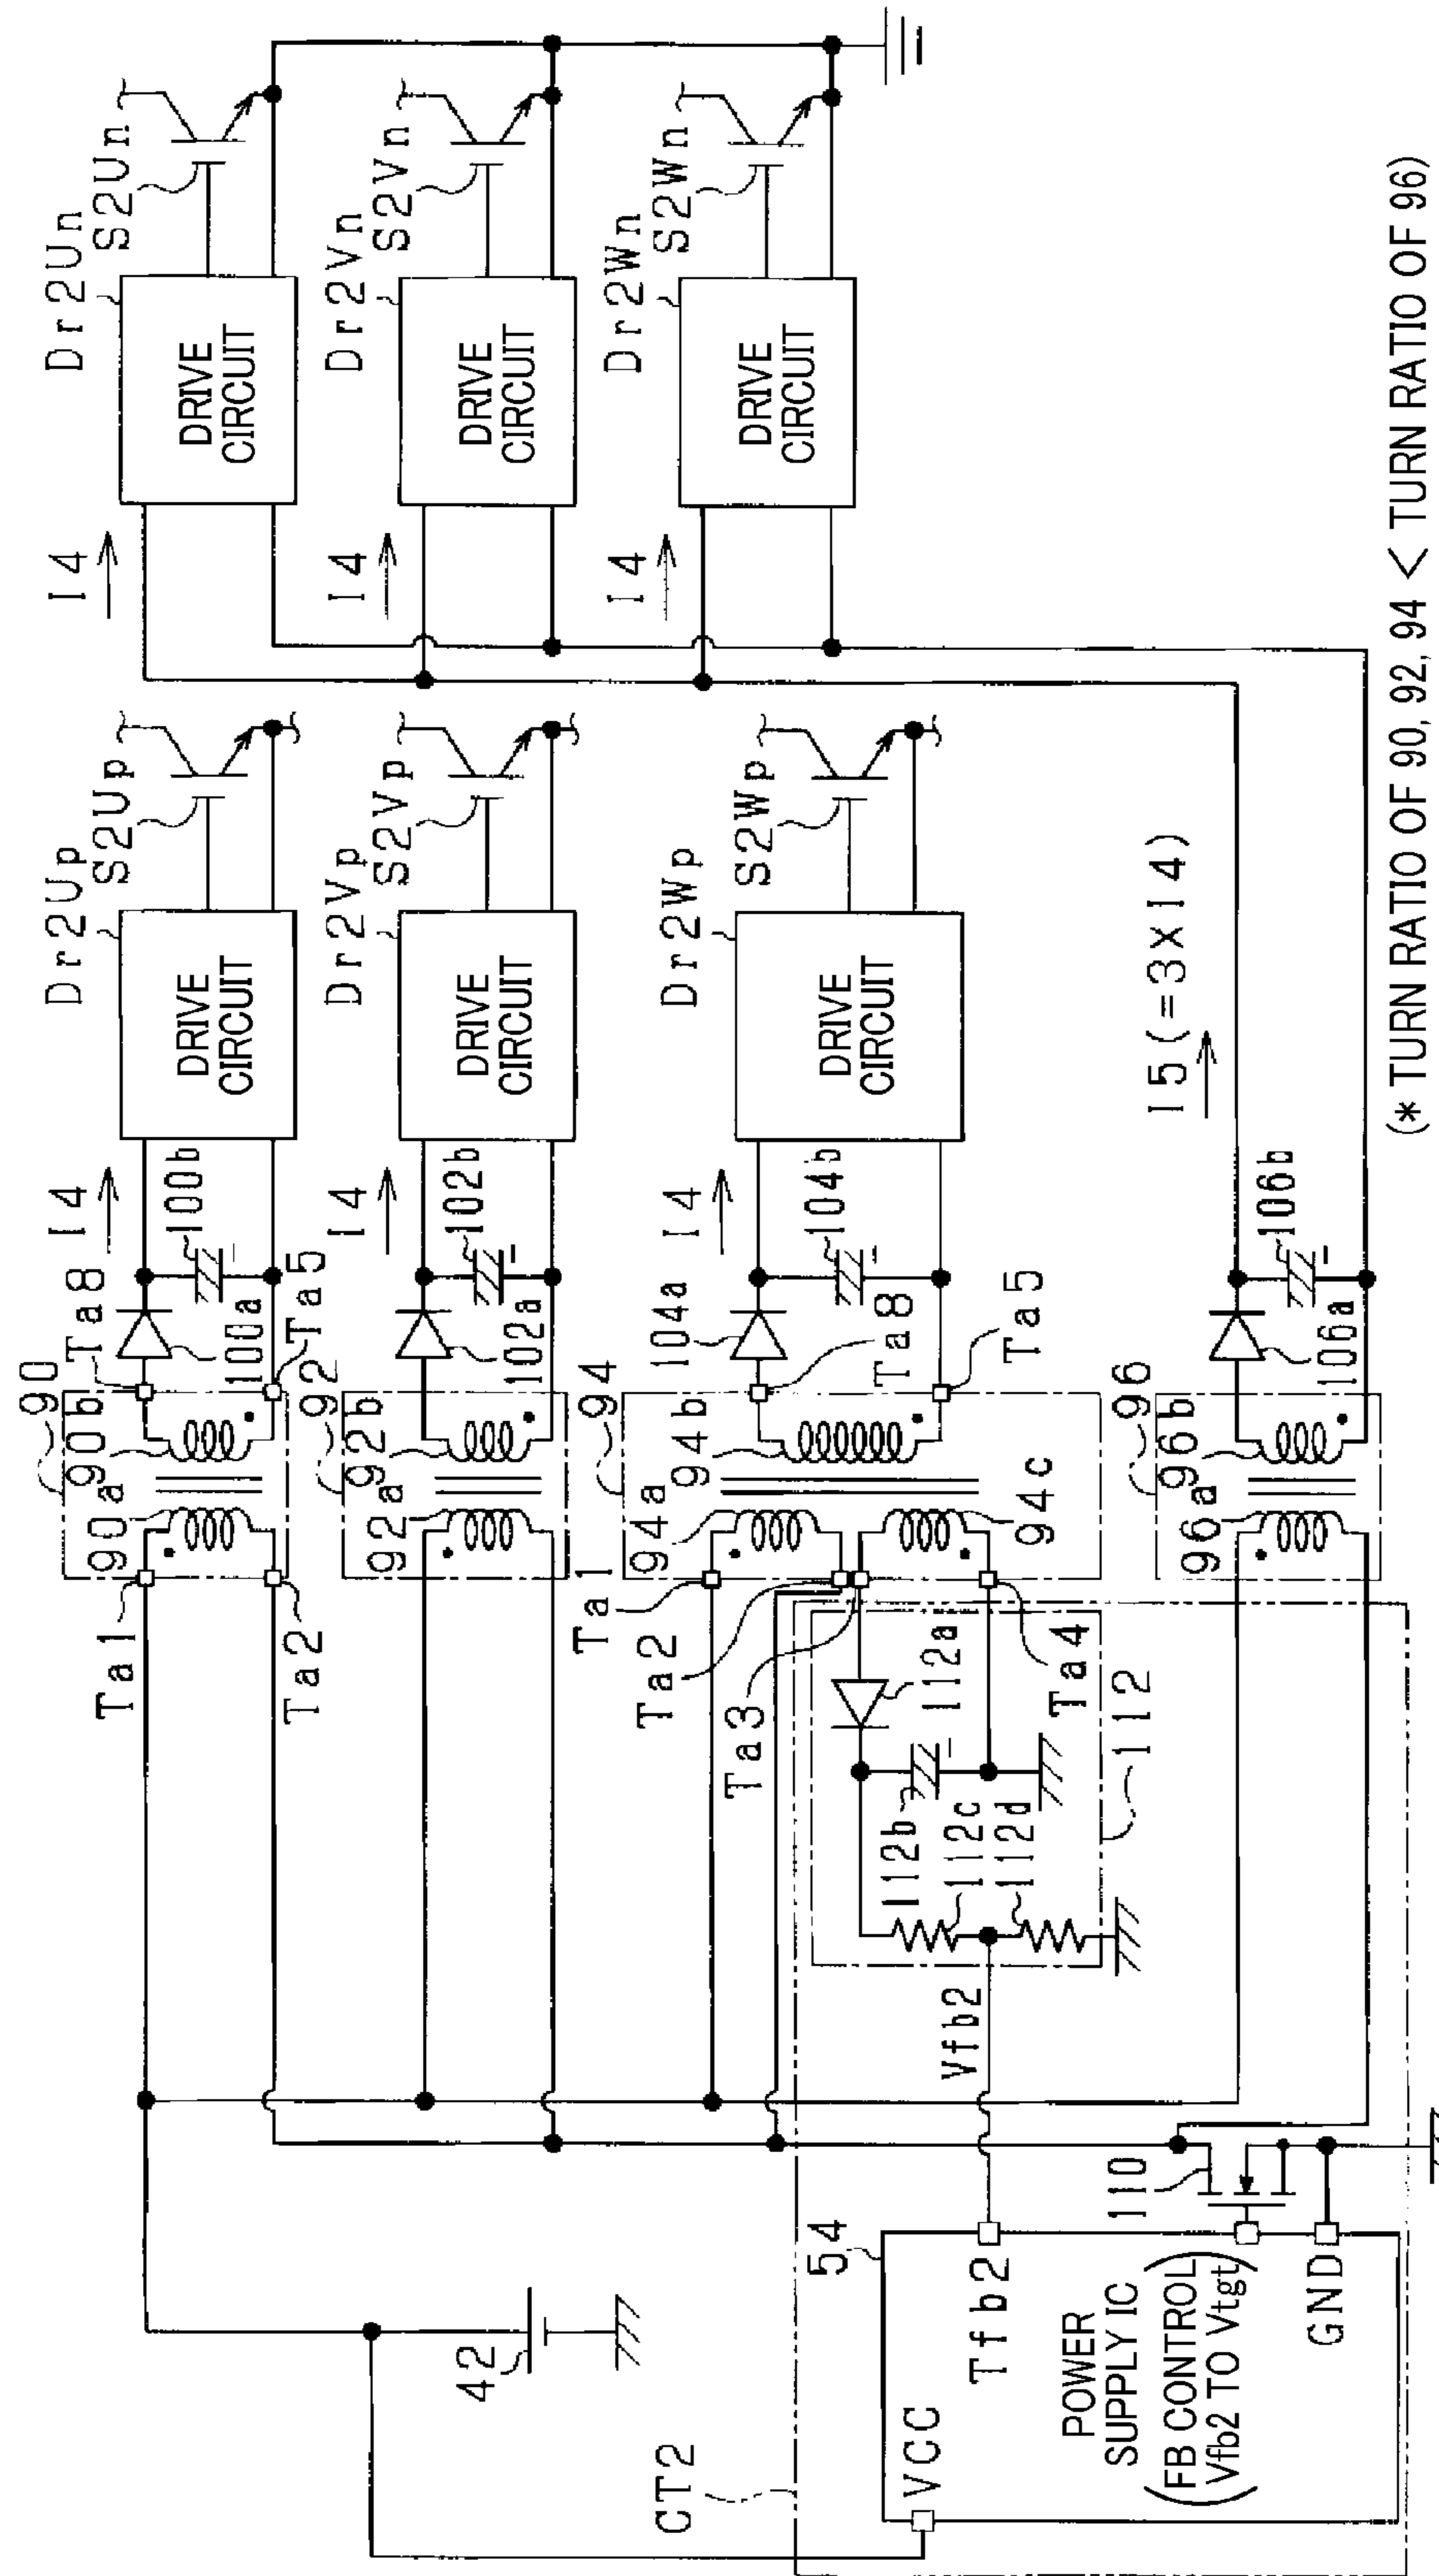 Dr2Un
S2Un
DRIVE
CIRCUIT
I4
Dr2Vn
S2Vn
DRIVE
CIRCUIT
I4
Dr2Wn
S2Wn
DRIVE
CIRCUIT
I4
Dr2Up
S2Up
DRIVE
CIRCUIT
I4
100b
100a
Ta8
Ta5
90
90b
90a
Ta1
Ta2
Dr2Vp
S2Vp
DRIVE
CIRCUIT
I4
102b
102a
92
92b
92a
Dr2Wp
S2Wp
DRIVE
CIRCUIT
I4
104b
104a
Ta8
Ta5
94
94b
94a
94c
Ta1
Ta2
Ta3
Ta4
112a
112b
112c
112d
112
Vfb2
I5(=3×I4)
106b
106a
96
96b
96a
42
CT2
54
110
VCC
Tfb2
POWER
SUPPLY IC
(FB CONTROL
Vfb2 TO Vtgt)
GND
(* TURN RATIO OF 90, 92, 94 < TURN RATIO OF 96)